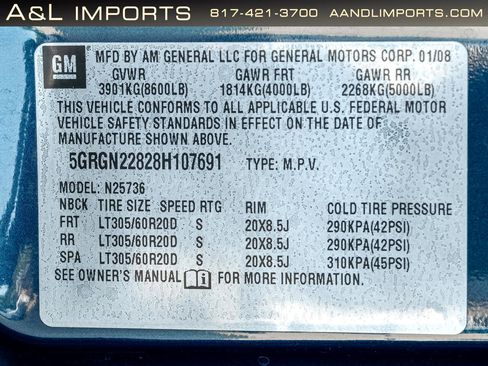 A&L IMPORTS 817-421-3700 AANDLIMPORTS.COM
GM
MFD BY AM GENERAL LLC FOR GENERAL MOTORS CORP. 01/08
GVWR GAWR FRT GAWR RR
3901KG(8600LB) 1814KG(4000LB) 2268KG(5000LB)
THIS VEHICLE CONFORMS TO ALL APPLICABLE U.S. FEDERAL MOTOR
VEHICLE SAFETY STANDARDS IN EFFECT ON THE DATE OF
MANUFACTURE SHOWN ABOVE.
5GRGN22828H107691 TYPE: M.P.V.
MODEL: N25736
NBCK TIRE SIZE SPEED RTG RIM COLD TIRE PRESSURE
FRT LT305/60R20D S 20X8.5J 290KPA(42PSI)
RR LT305/60R20D S 20X8.5J 290KPA(42PSI)
SPA LT305/60R20D S 20X8.5J 310KPA(45PSI)
SEE OWNER'S MANUAL FOR MORE INFORMATION.